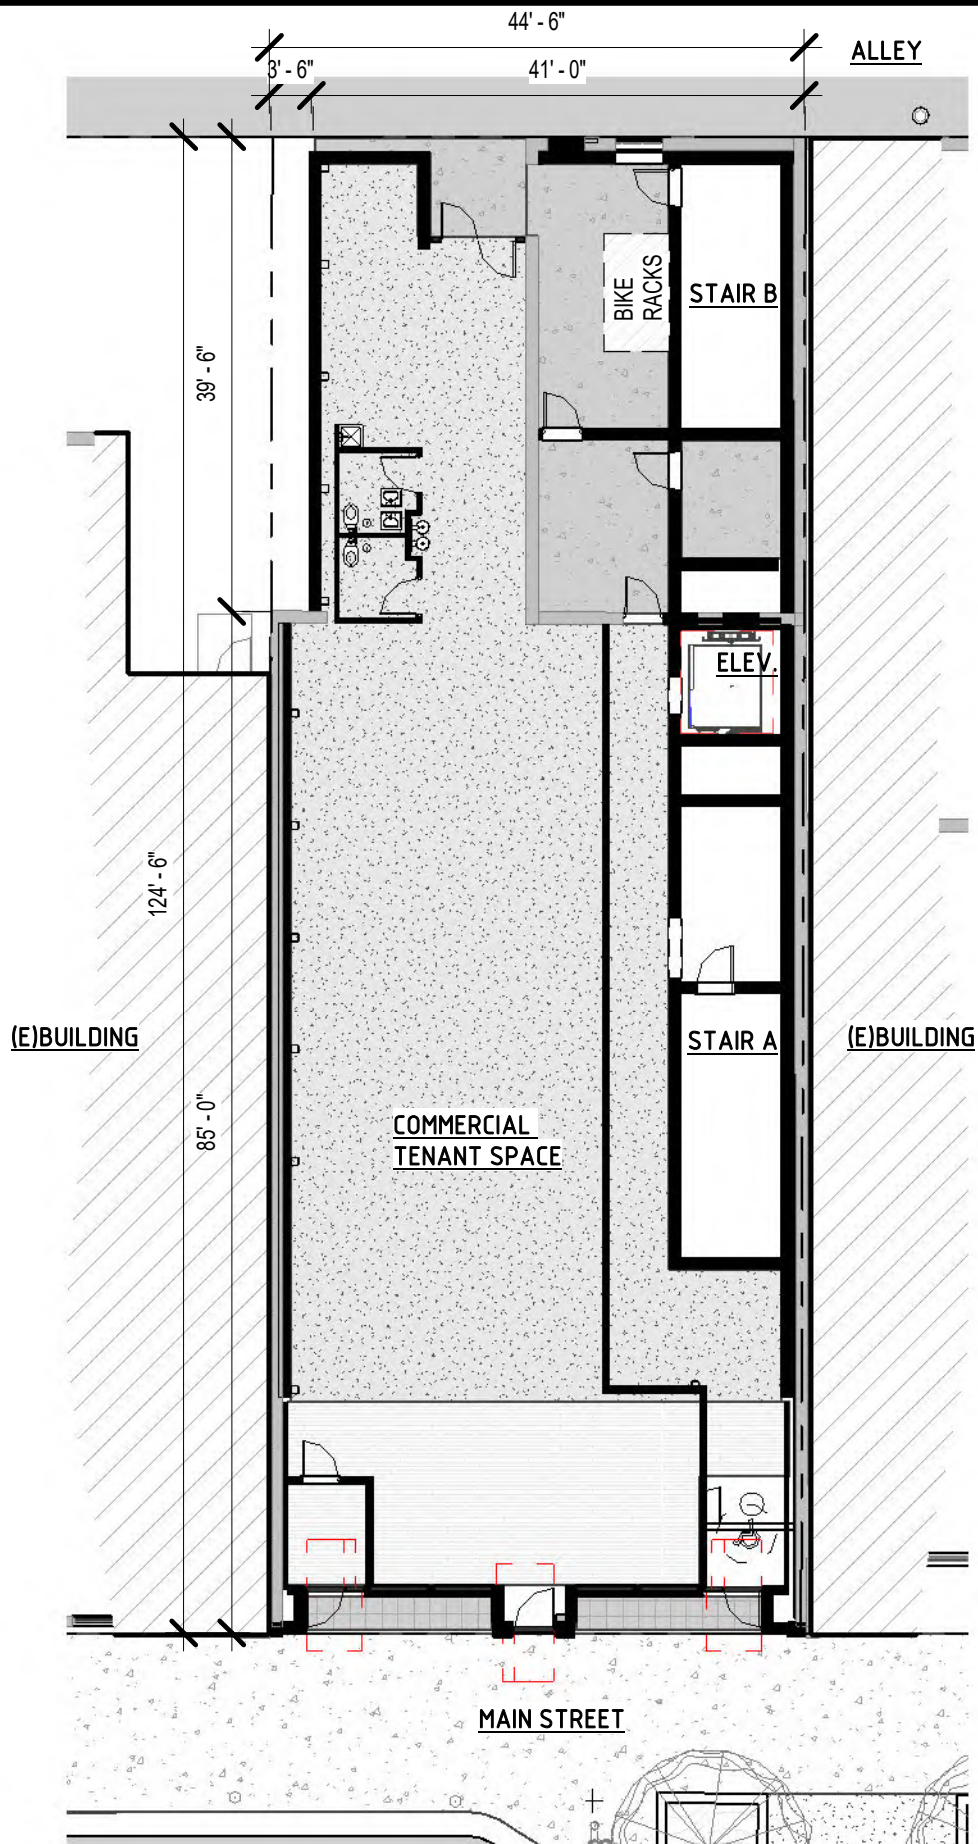 44' - 6"
ALLEY
3' - 6"
41' - 0"
BIKE
RACKS
STAIR B
39' - 6"
ELEV.
124' - 6"
(E)BUILDING
STAIR A
(E)BUILDING
85' - 0"
COMMERCIAL
TENANT SPACE
MAIN STREET